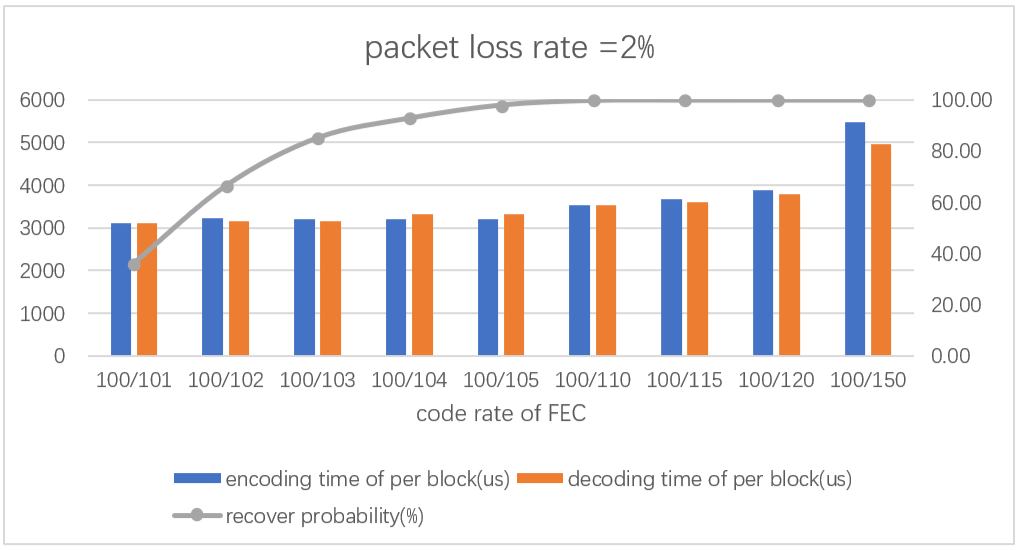 packet loss rate =2%
6000 100.00
5000 80.00
4000 60.00
3000 40.00
2000 20.00
1000 0.00
0
100/101 100/102 100/103 100/104 100/105 100/110 100/115 100/120 100/150
code rate of FEC
encoding time of per block(us) decoding time of per block(us)
recover probability(%)